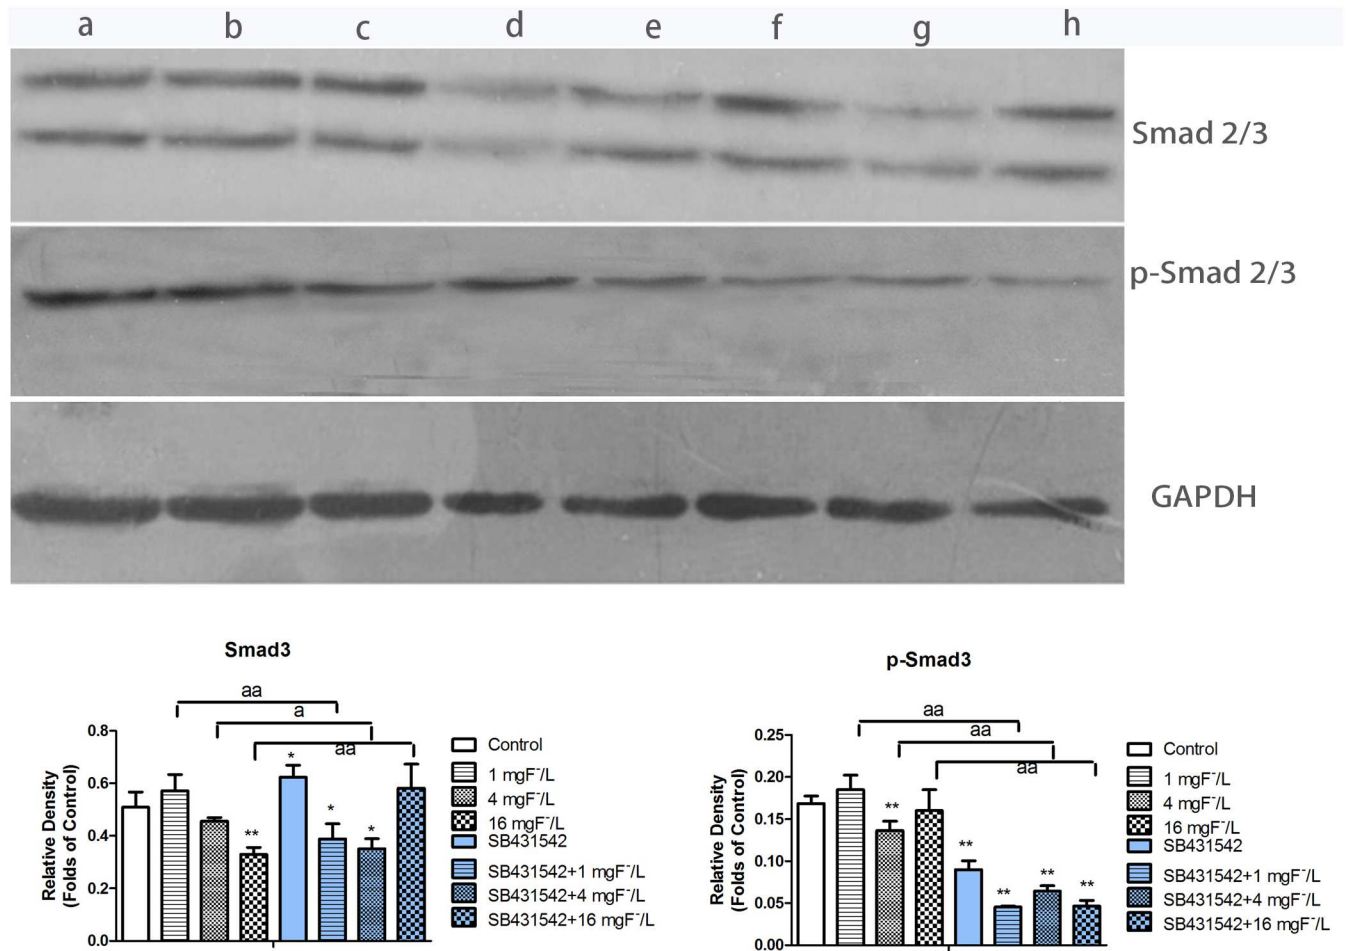 a b c d e f g h
Smad 2/3
p-Smad 2/3
GAPDH
Smad3
aa
a
aa
*
**
*
*
0.8
0.6
0.4
0.2
0.0
Relative Density
(Folds of Control)
Control
1 mgF⁻/L
4 mgF⁻/L
16 mgF⁻/L
SB431542
SB431542+1 mgF⁻/L
SB431542+4 mgF⁻/L
SB431542+16 mgF⁻/L
p-Smad3
aa
aa
aa
**
**
**
**
**
0.25
0.20
0.15
0.10
0.05
0.00
Relative Density
(Folds of Control)
Control
1 mgF⁻/L
4 mgF⁻/L
16 mgF⁻/L
SB431542
SB431542+1 mgF⁻/L
SB431542+4 mgF⁻/L
SB431542+16 mgF⁻/L